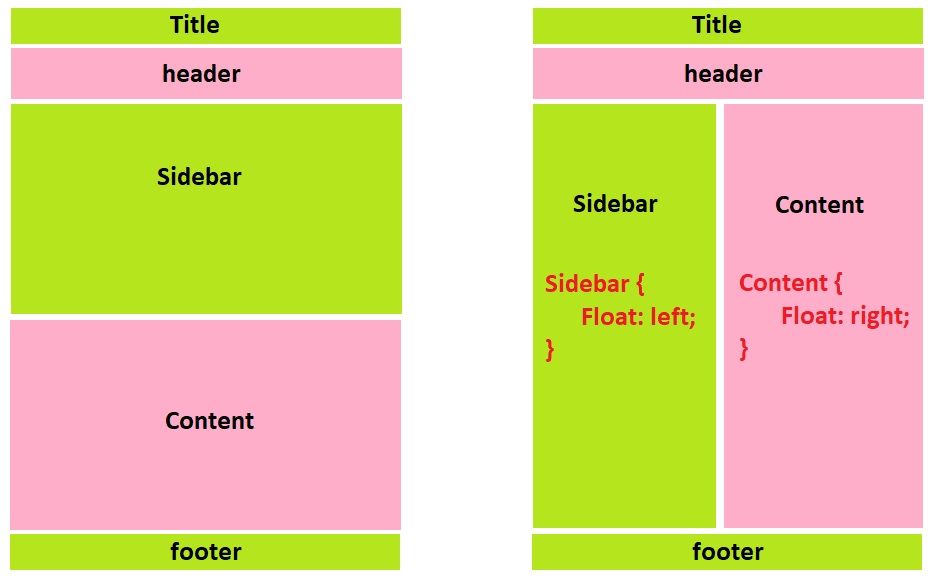 Title
header
Sidebar
Content
footer
Title
header
Sidebar
Sidebar {
Float: left;
}
Content
Content {
Float: right;
}
footer